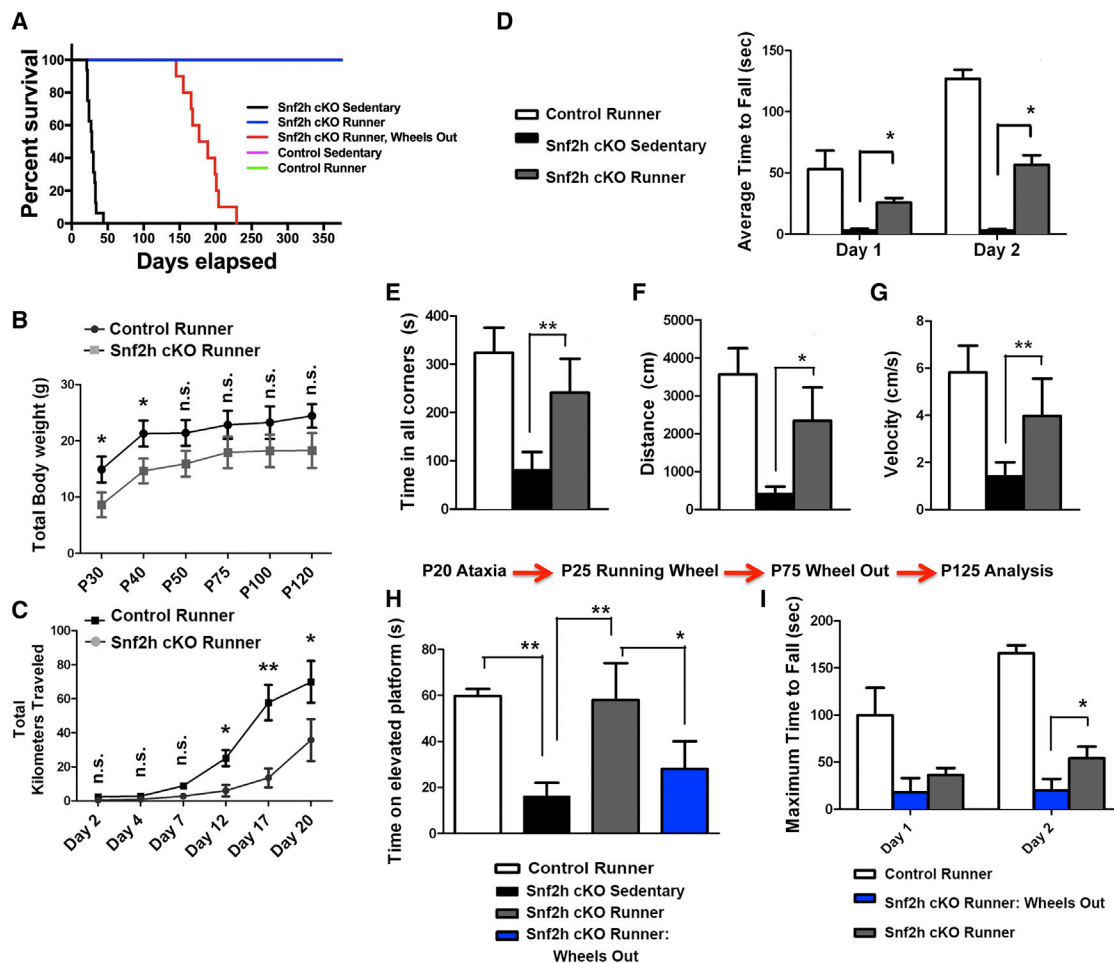 A
Percent survival
100
80
60
40
20
0
0 50 100 150 200 250 300 350
Days elapsed
Snf2h cKO Sedentary
Snf2h cKO Runner
Snf2h cKO Runner, Wheels Out
Control Sedentary
Control Runner
D
Control Runner
Snf2h cKO Sedentary
Snf2h cKO Runner
Average Time to Fall (sec)
150
100
50
0
* *
Day 1 Day 2
B
Control Runner
Snf2h cKO Runner
Total Body weight (g)
30
20
10
0
* * n.s. n.s. n.s. n.s.
P30 P40 P50 P75 P100 P120
E
Time in all corners (s)
400
300
200
100
0
**
F
Distance (cm)
5000
4000
3000
2000
1000
0
*
G
Velocity (cm/s)
8
6
4
2
0
**
P20 Ataxia P25 Running Wheel P75 Wheel Out P125 Analysis
C
Control Runner
Snf2h cKO Runner
Total
Kilometers Traveled
100
80
60
40
20
0
n.s. n.s. n.s. * ** *
Day 2 Day 4 Day 7 Day 12 Day 17 Day 20
H
Time on elevated platform (s)
80
60
40
20
0
** ** *
Control Runner
Snf2h cKO Sedentary
Snf2h cKO Runner
Snf2h cKO Runner:
Wheels Out
I
Maximum Time to Fall (sec)
200
150
100
50
0
*
Day 1 Day 2
Control Runner
Snf2h cKO Runner: Wheels Out
Snf2h cKO Runner